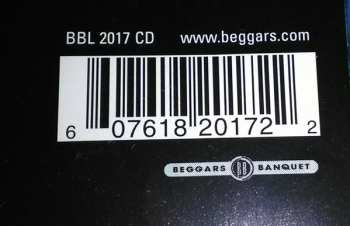 BBL 2017 CD www.beggars.com
6 07618 20172 2
BEGGARS BANQUET